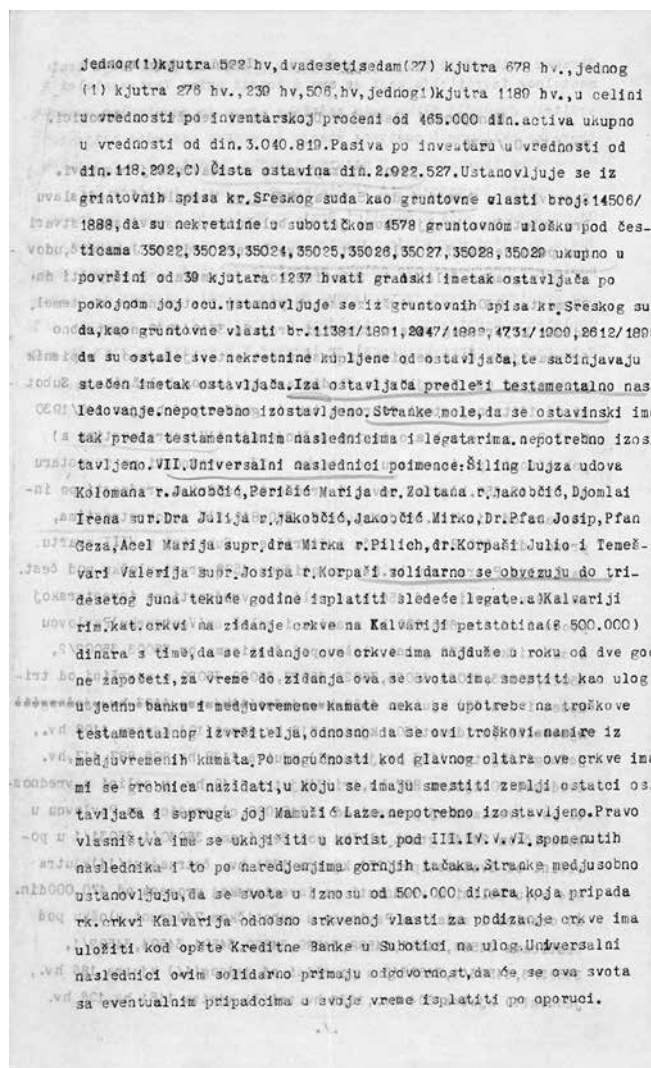 jednog(1)kjutra 522 hv,dvadesetisedam(27) kjutra 678 hv.,jednog
(1) kjutra 276 hv.,239 hv,506,hv,jednog1)kjutra 1189 hv.,u celini
u vrednosti po inventarskoj proceni od 465.000 din.activa ukupno
u vrednosti od din.3.040.819.Pasiva po inventaru u vrednosti od
din.118.292,C) Čista ostavina din.2.922.527.Ustanovljuje se iz
grintovnih spisa kr.Sreskog suda kao gruntovne vlasti broj:14506/
1888,da su nekretnine u subotičkom 4578 gruntovnom ulošku pod čes-
ticama 35022,35023,35024,35025,35026,35027,35028,35029 ukupno u
površini od 39 kjutara 1237 hvati gradski imetak ostavljača po
pokojnom joj ocu.Ustanovljuje se iz gruntovnih spisa kr.Sreskog su
da,kao gruntovne vlasti br.11381/1891,2047/1889,4731/1909,2612/189
da su ostale sve nekretnine kupljene od ostavljača,te sačinjavaju
stečen imetak ostavljača.Iza ostavljača predleži testamentalno nas
ledovanje.nepotrebno izostavljeno.Stranke mole,da se ostavinski im
tak preda testamentalnim naslednicima i legatarima.nepotrebno izos
tavljeno.VII.Universalni naslednici poimence:Šiling Lujza udova
Kolomana r.Jakobčić,Perišić Marija dr.Zoltana r.jakobčić,Djomlai
Irena sur.Dra Julija r.jakobčić,Jakobčić Mirko,Dr.Pfan Josip,Pfan
Geza,Acel Marija supr.dra Mirka r.Pilich,dr.Korpaši Julio i Temeš-
vari Valerija supr.Josipa r.Korpaši solidarno se obvezuju do tri-
desetog juna tekuće godine isplatiti sledeće legate.a)Kalvariji
rim.kat.crkvi na zidanje crkve na Kalvariji petstotina(& 500.000)
dinara s time,da se zidanje ove crkve ima najduže u roku od dve god
ne započeti,za vreme do zidanja ova se svota ima smestiti kao ulog
u jednu banku i medjuvremene kamate neka se upotrebe na troškove
testamentalnog izvršitelja,odnosno da se ovi troškovi namire iz
medjuvremenih kamata.Po mogućnosti kod glavnog oltara ove crkve ima
mi se grobnica nazidati,u koju se imaju smestiti zemlji ostatci os
tavljača i supruga joj Mamužić Laze.nepotrebno izostavljeno.Pravo
vlasništva ima se uknjižiti u korist pod III.IV.V.VI.spomenutih
naslednika i to po naredjenjima gornjih tačaka.Stranke medjusobno
ustanovljuju,da se svota u iznosu od 500.000 dinara koja pripada
rk.crkvi Kalvarija odnosno srkvenoj vlasti za podizanje crkve ima
uložiti kod opšte Kreditne Banke u Subotici na ulog.Universalni
naslednici ovim solidarno primaju odgovornost,da će se ova svota
sa eventualnim pripadcima u svoje vreme isplatiti po oporuci.
./.